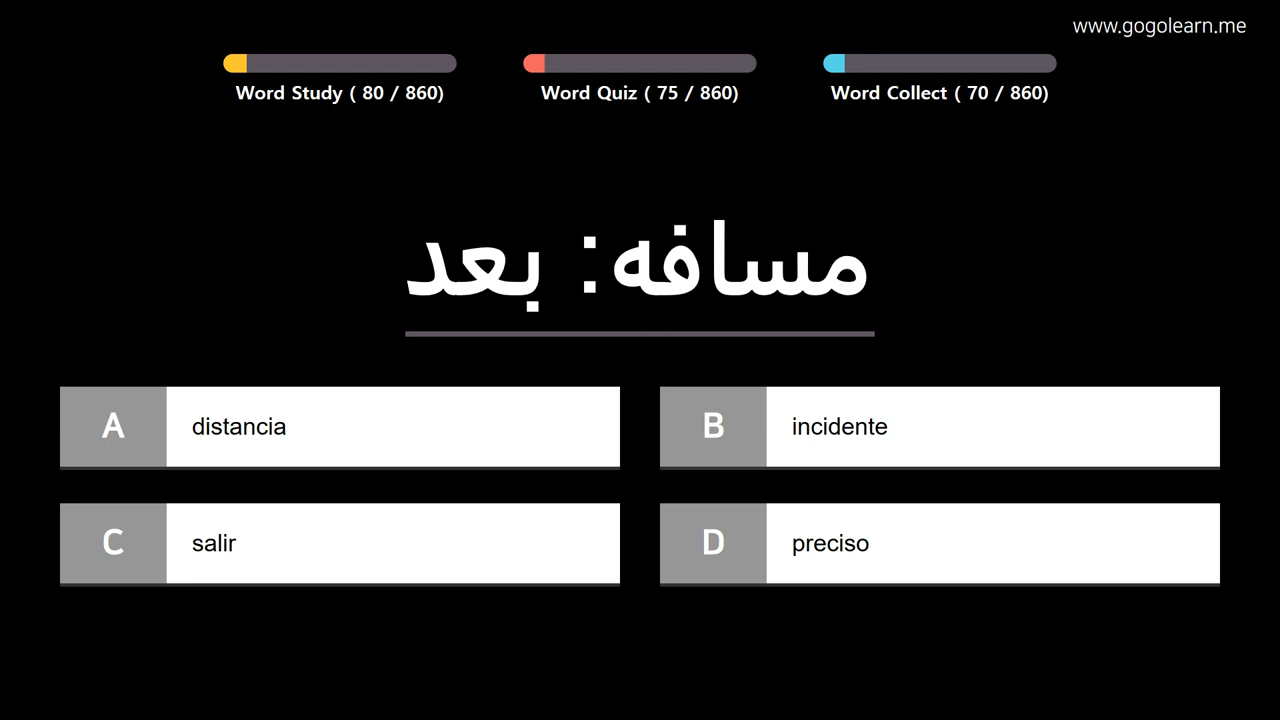 www.gogolearn.me
Word Study ( 80 / 860)
Word Quiz ( 75 / 860)
Word Collect ( 70 / 860)
مسافه: بعد
A distancia
B incidente
C salir
D preciso